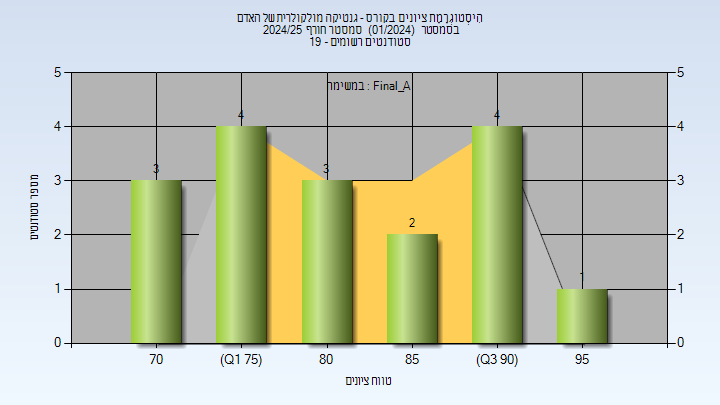 הִיסְטוֹגְרָמַת ציונים בקורס - גנטיקה מולקולרית של האדם
בסמסטר (01/2024) סמסטר חורף 2024/25
סטודנטים רשומים - 19
במשימה : Final_A
מספר סטודנטים
5 5
4 4
3 3
2 2
1 1
0 0
3 4 3 2 4 1
70 (Q1 75) 80 85 (Q3 90) 95
טווח ציונים